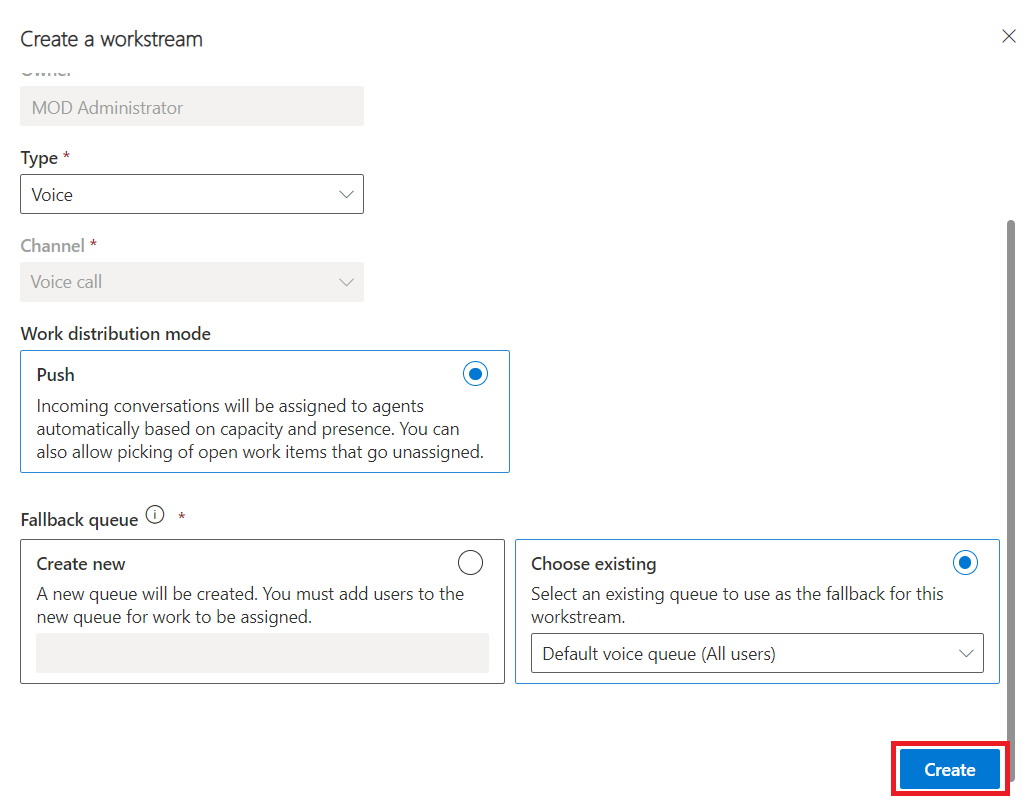 Create a workstream
Owner
MOD Administrator
Type *
Voice
Channel *
Voice call
Work distribution mode
Push
Incoming conversations will be assigned to agents
automatically based on capacity and presence. You can
also allow picking of open work items that go unassigned.
Fallback queue *
Create new
A new queue will be created. You must add users to the
new queue for work to be assigned.
Choose existing
Select an existing queue to use as the fallback for this
workstream.
Default voice queue (All users)
Create